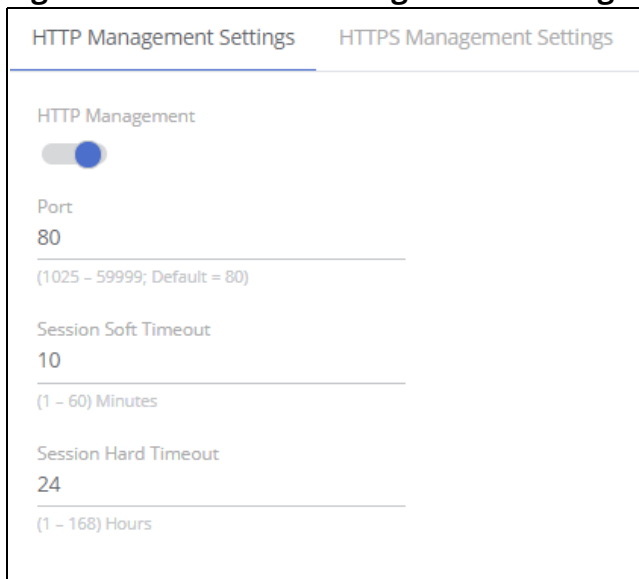 HTTP Management Settings HTTPS Management Settings
HTTP Management
Port
80
(1025 – 59999; Default = 80)
Session Soft Timeout
10
(1 – 60) Minutes
Session Hard Timeout
24
(1 – 168) Hours